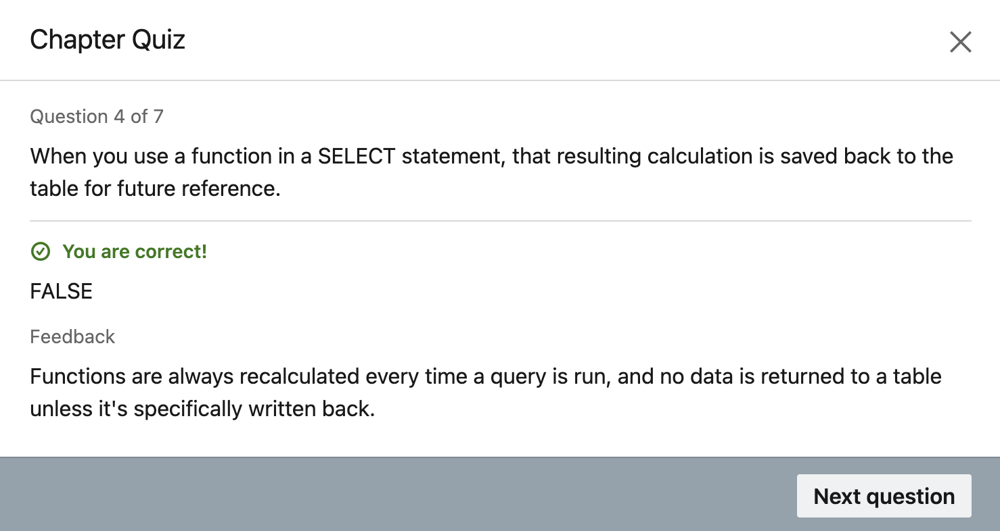 Chapter Quiz
Question 4 of 7
When you use a function in a SELECT statement, that resulting calculation is saved back to the
table for future reference.
You are correct!
FALSE
Feedback
Functions are always recalculated every time a query is run, and no data is returned to a table
unless it's specifically written back.
Next question